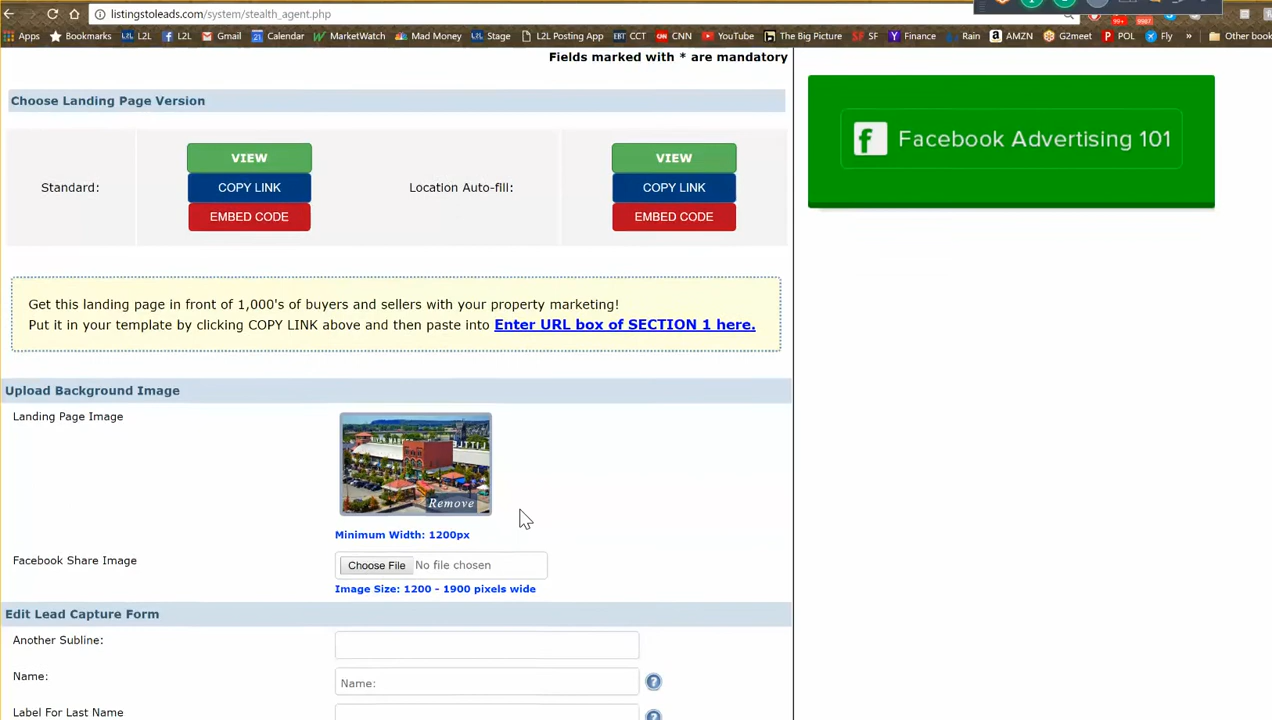 listingstoleads.com/system/stealth_agent.php
Apps Bookmarks L2L L2L Gmail Calendar MarketWatch Mad Money Stage L2L Posting App CCT CNN YouTube The Big Picture SF Finance Rain AMZN G2meet POL Fly » Other book
Fields marked with * are mandatory
Choose Landing Page Version
Facebook Advertising 101
VIEW VIEW
Standard: COPY LINK Location Auto-fill: COPY LINK
EMBED CODE EMBED CODE
Get this landing page in front of 1,000's of buyers and sellers with your property marketing!
Put it in your template by clicking COPY LINK above and then paste into Enter URL box of SECTION 1 here.
Upload Background Image
Landing Page Image
Remove
Minimum Width: 1200px
Facebook Share Image Choose File No file chosen
Image Size: 1200 - 1900 pixels wide
Edit Lead Capture Form
Another Subline:
Name: Name:
Label For Last Name